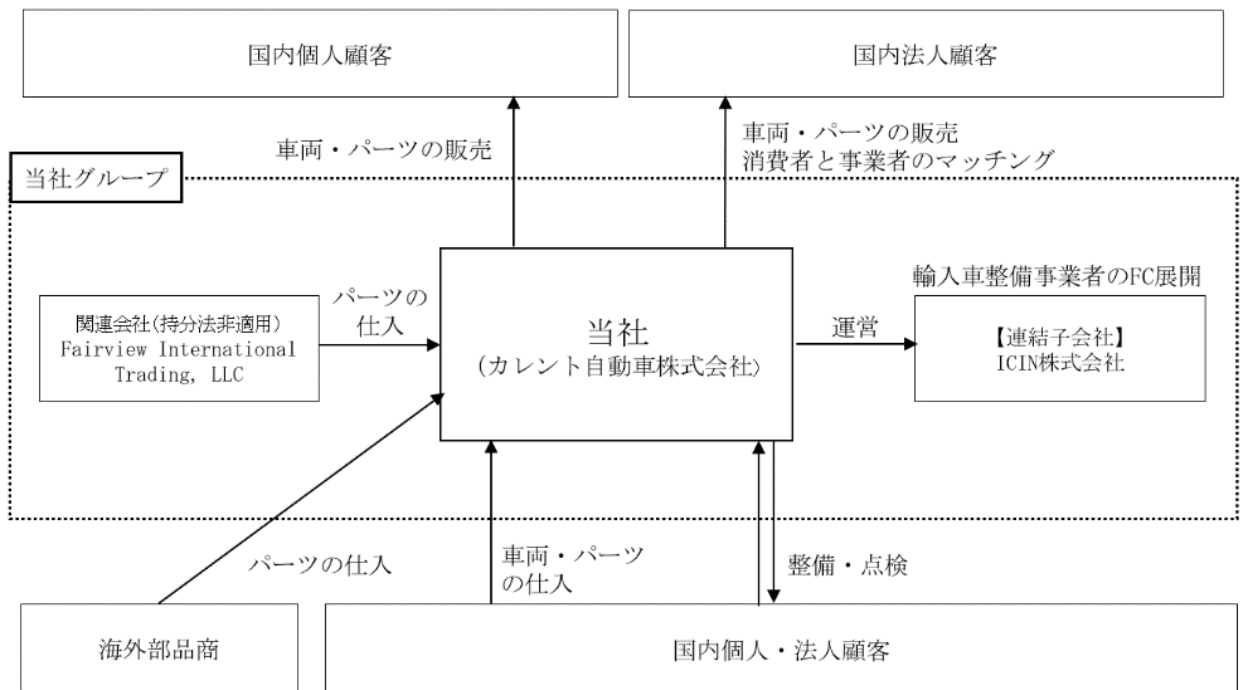 国内個人顧客
国内法人顧客
車両・パーツの販売
車両・パーツの販売
消費者と事業者のマッチング
当社グループ
輸入車整備事業者のFC展開
関連会社(持分法非適用)
Fairview International
Trading, LLC
パーツの
仕入
当社
(カレント自動車株式会社)
運営
【連結子会社】
ICIN株式会社
パーツの仕入
車両・パーツ
の仕入
整備・点検
海外部品商
国内個人・法人顧客